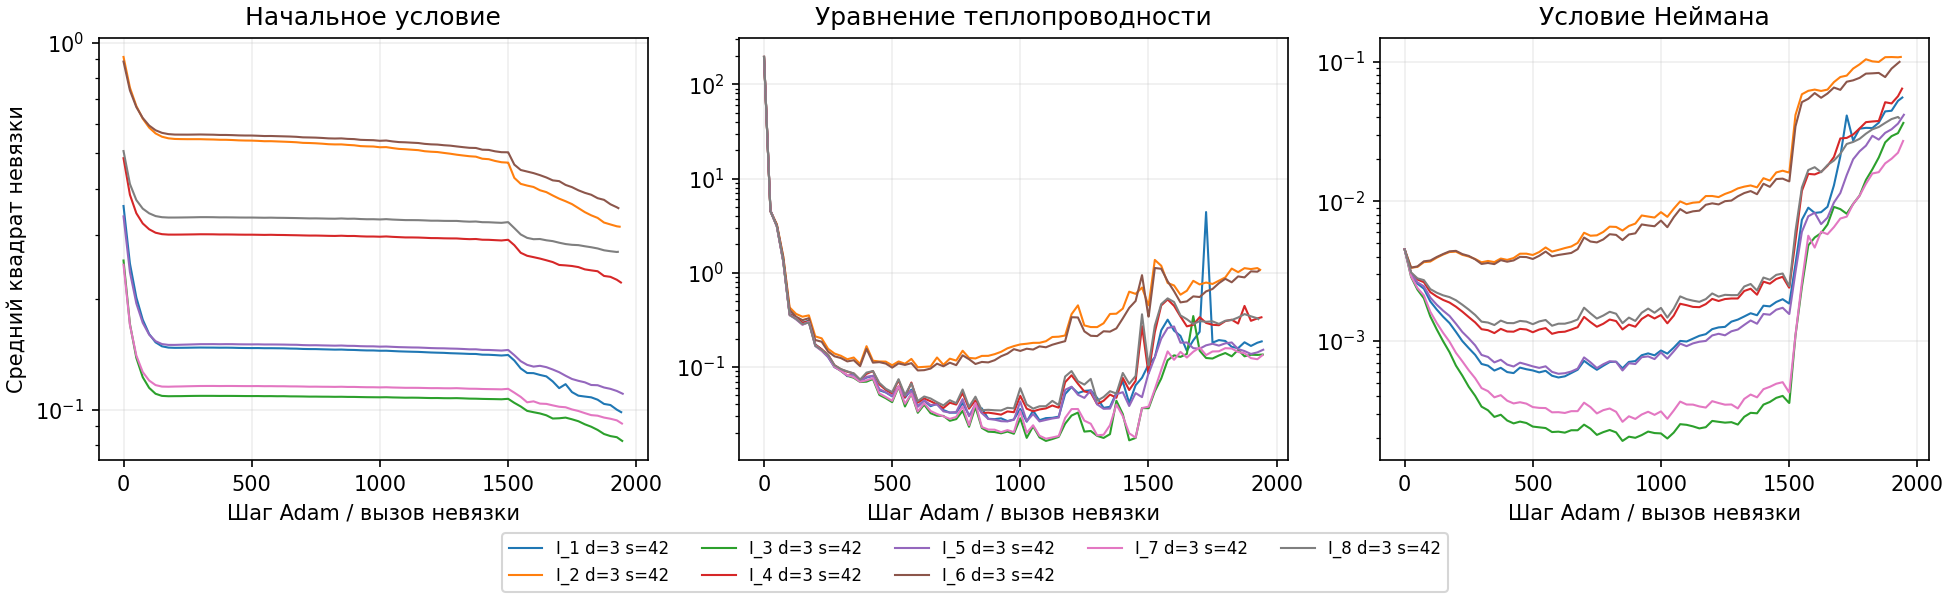 Начальное условие
Уравнение теплопроводности
Условие Неймана
Средний квадрат невязки
10^0
10^-1
0 500 1000 1500 2000
Шаг Adam / вызов невязки
10^2
10^1
10^0
10^-1
0 500 1000 1500 2000
Шаг Adam / вызов невязки
10^-1
10^-2
10^-3
0 500 1000 1500 2000
Шаг Adam / вызов невязки
I_1 d=3 s=42 I_3 d=3 s=42 I_5 d=3 s=42 I_7 d=3 s=42 I_8 d=3 s=42
I_2 d=3 s=42 I_4 d=3 s=42 I_6 d=3 s=42